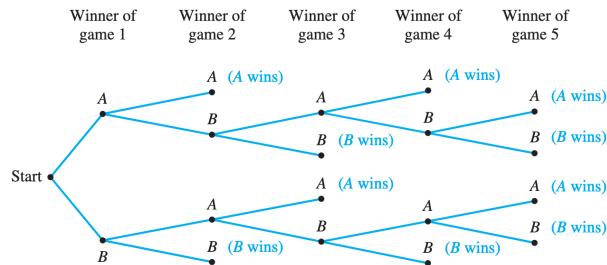 Winner of game 1
Winner of game 2
Winner of game 3
Winner of game 4
Winner of game 5
A (A wins)
A (A wins)
A (A wins)
A
A
B
B
B (B wins)
B (B wins)
Start
A (A wins)
A (A wins)
A
A
B
B (B wins)
B
B (B wins)
B (B wins)